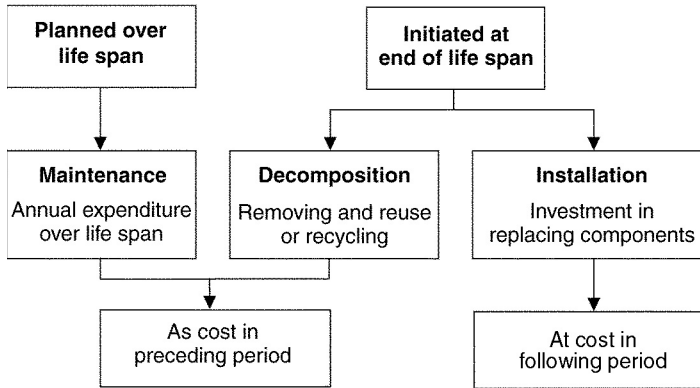 Planned over
life span
Initiated at
end of life span
Maintenance
Annual expenditure
over life span
Decomposition
Removing and reuse
or recycling
Installation
Investment in
replacing components
As cost in
preceding period
At cost in
following period